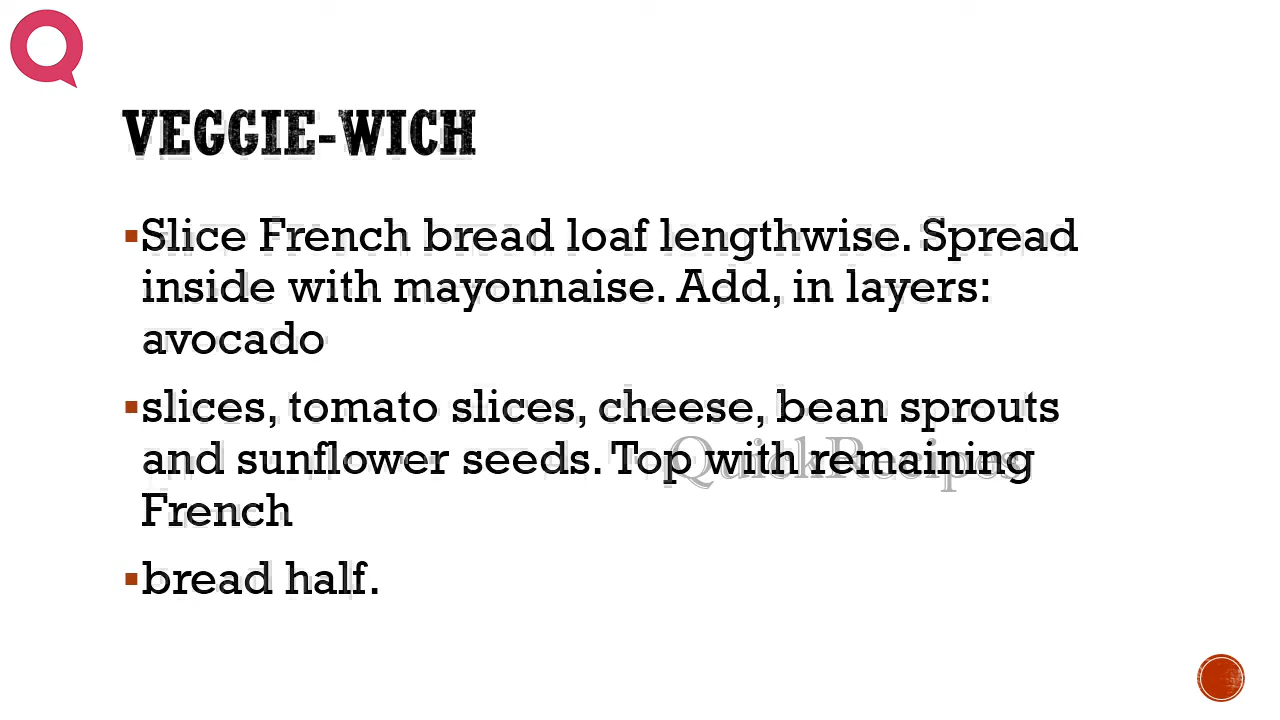 VEGGIE-WICH
▪Slice French bread loaf lengthwise. Spread
inside with mayonnaise. Add, in layers:
avocado
▪slices, tomato slices, cheese, bean sprouts
and sunflower seeds. Top with remaining
QuickRecipes
French
▪bread half.